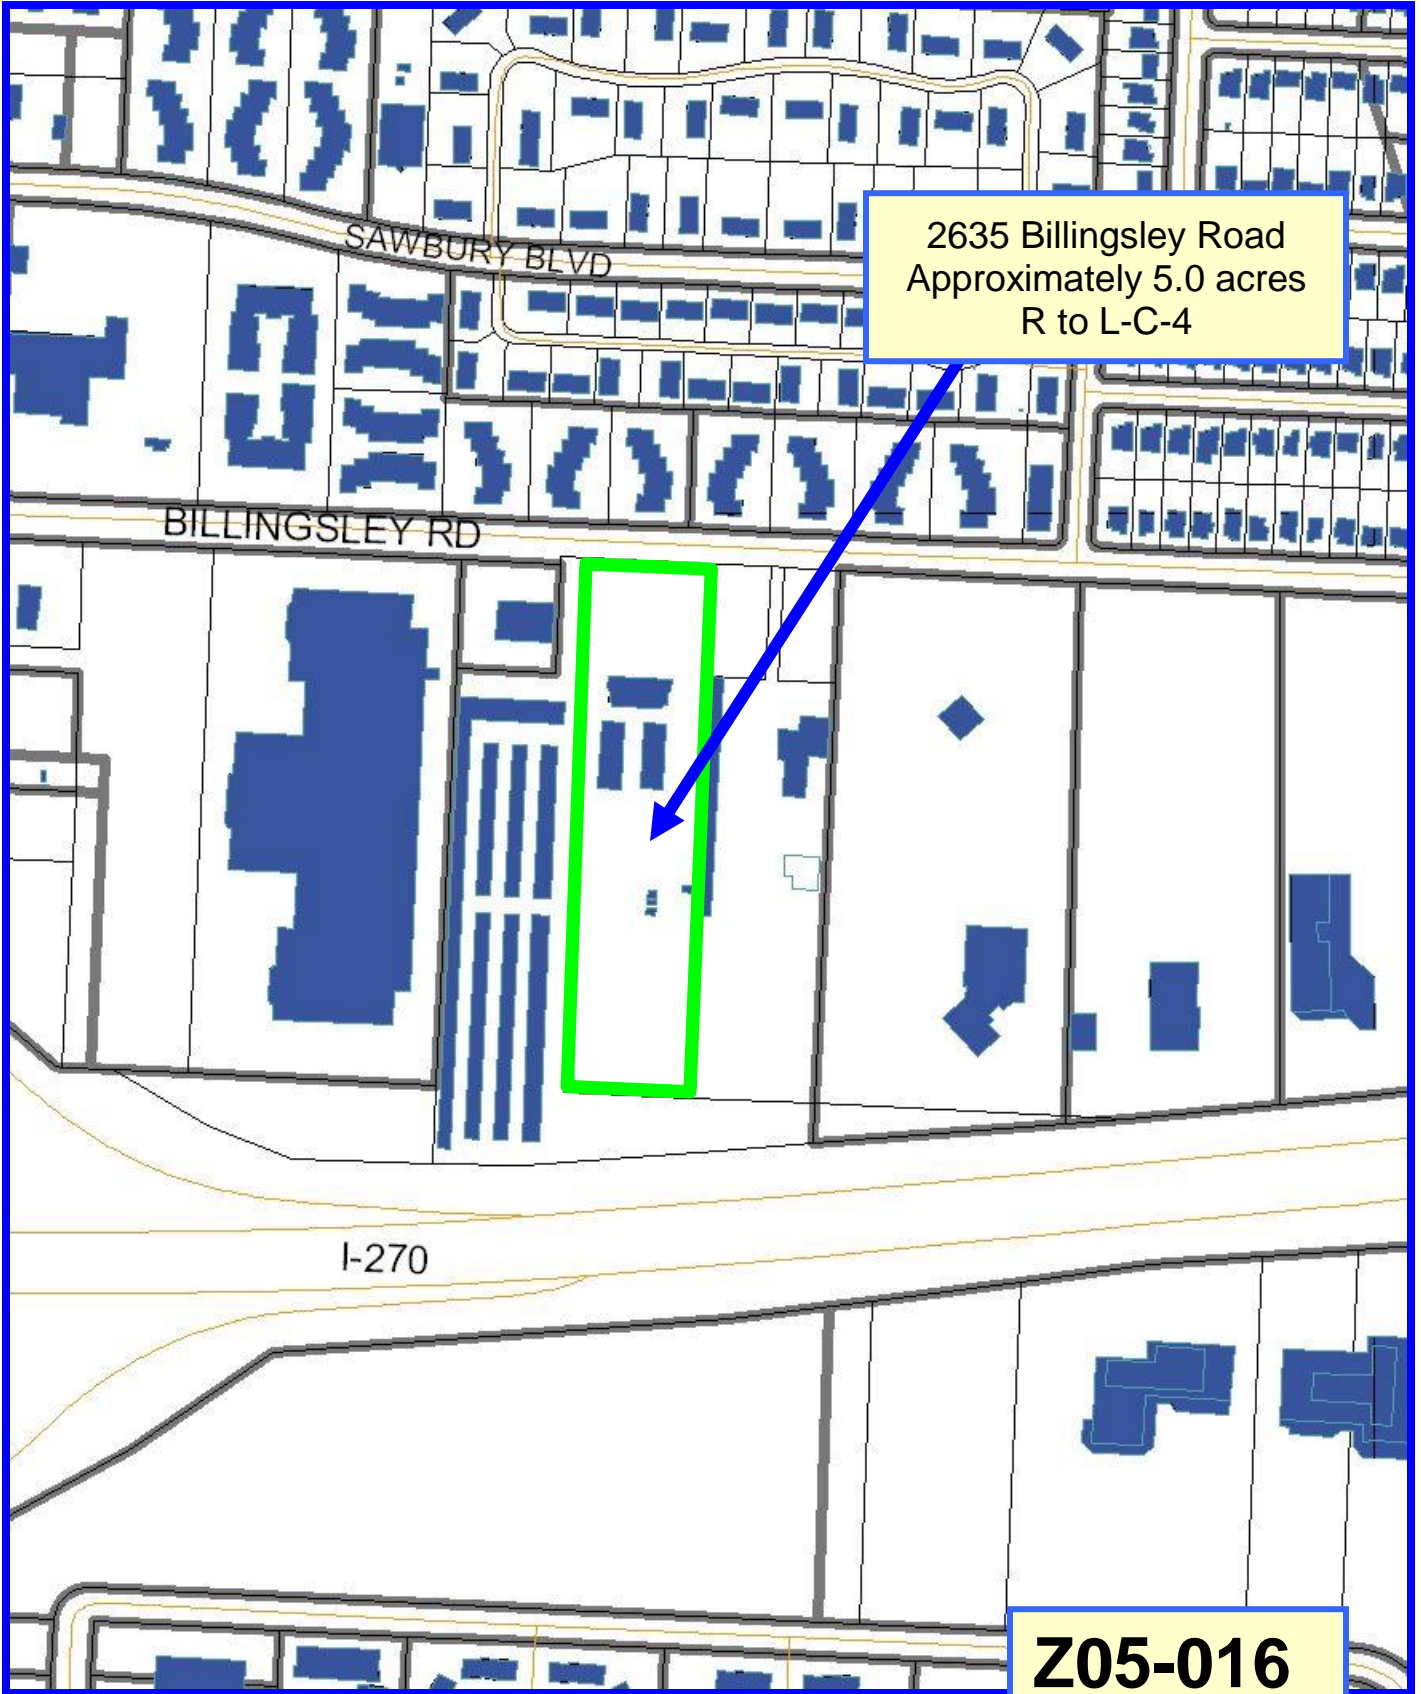 SAWBURY BLVD
2635 Billingsley Road
Approximately 5.0 acres
R to L-C-4
BILLINGSLEY RD
I-270
Z05-016